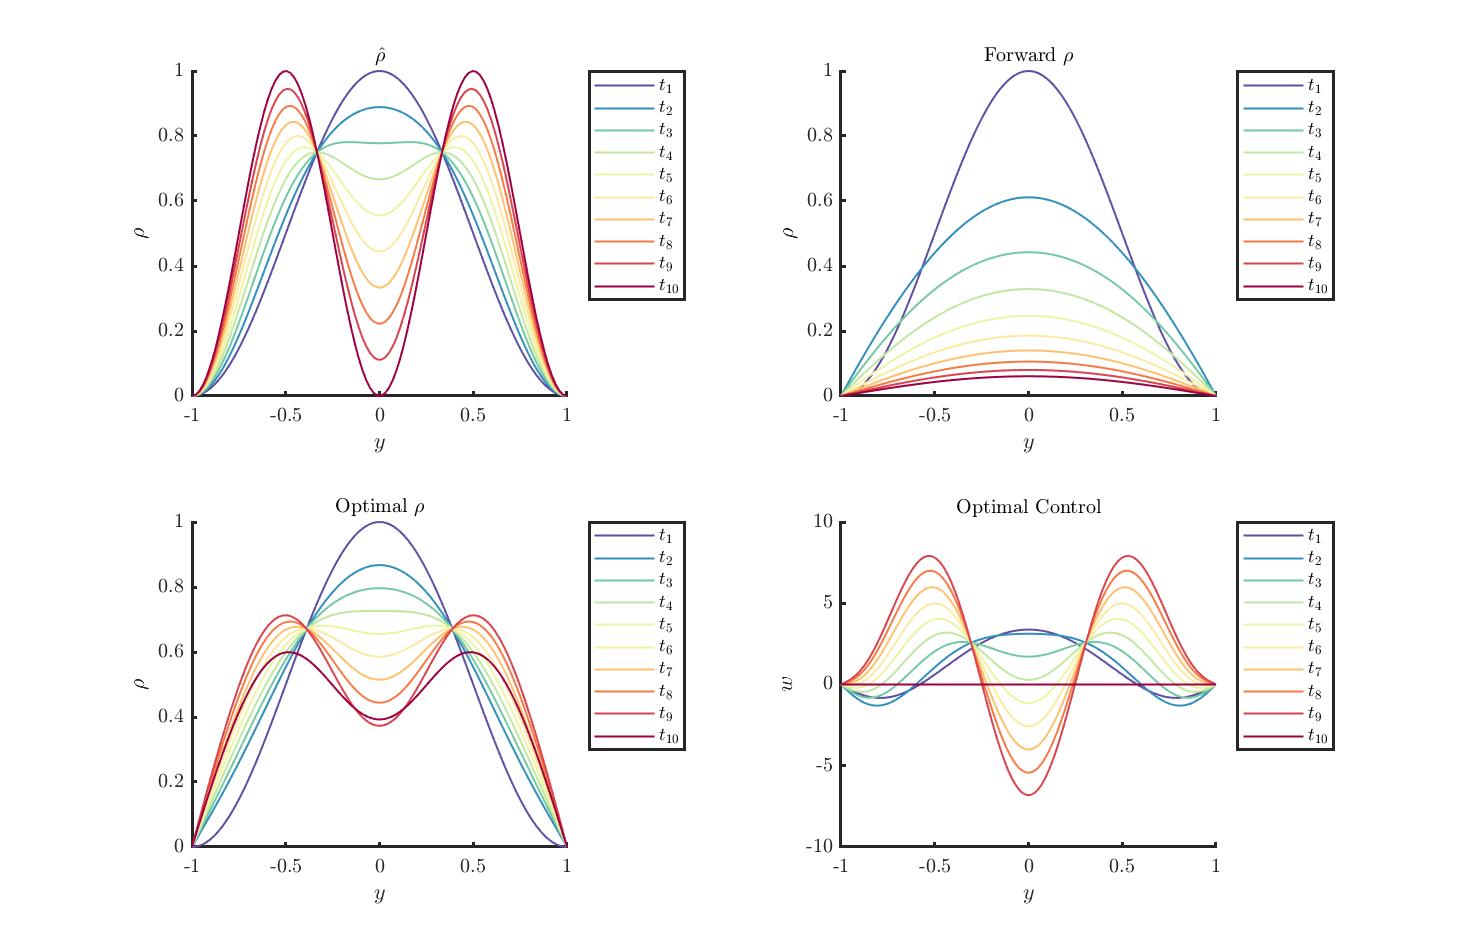 ρ̂
1
0.8
0.6
0.4
0.2
0
ρ
-1 -0.5 0 0.5 1
y
t₁
t₂
t₃
t₄
t₅
t₆
t₇
t₈
t₉
t₁₀
Forward ρ
1
0.8
0.6
0.4
0.2
0
ρ
-1 -0.5 0 0.5 1
y
t₁
t₂
t₃
t₄
t₅
t₆
t₇
t₈
t₉
t₁₀
Optimal ρ
1
0.8
0.6
0.4
0.2
0
ρ
-1 -0.5 0 0.5 1
y
t₁
t₂
t₃
t₄
t₅
t₆
t₇
t₈
t₉
t₁₀
Optimal Control
10
5
0
-5
-10
w
-1 -0.5 0 0.5 1
y
t₁
t₂
t₃
t₄
t₅
t₆
t₇
t₈
t₉
t₁₀